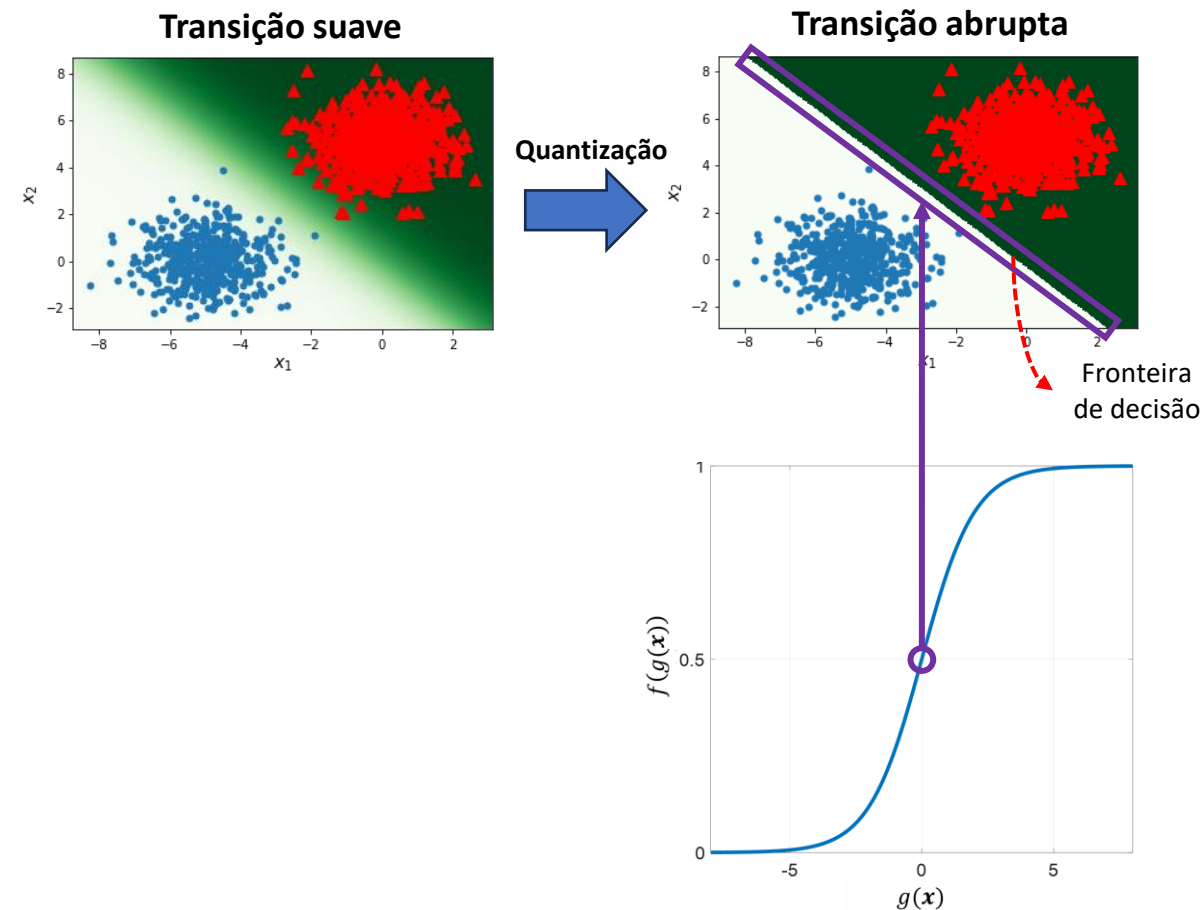 Transição suave
Transição abrupta
8
6
4
2
0
−2
x₂
−8
−6
−4
−2
0
2
x₁
Quantização
8
6
4
2
0
−2
x₂
−8
−6
−4
−2
0
2
x₁
Fronteira
de decisão
1
0.5
0
f(g(x))
-5
0
5
g(x)